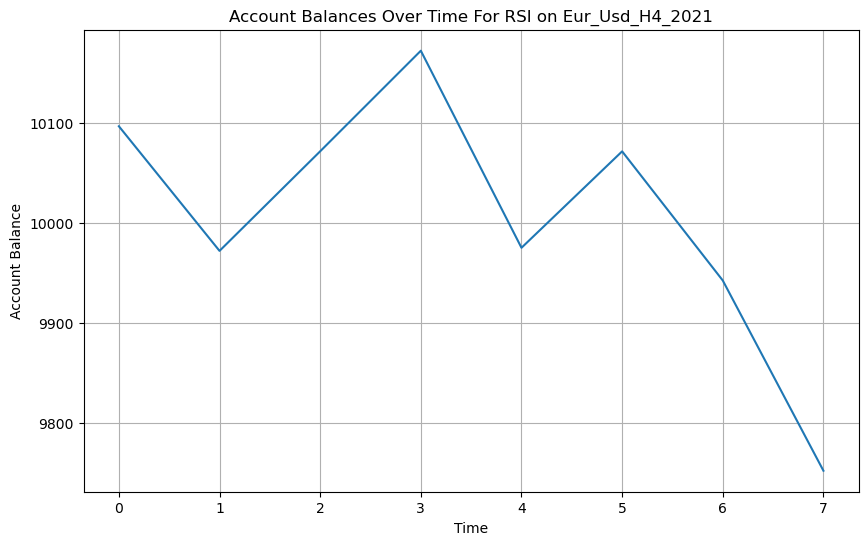 Account Balances Over Time For RSI on Eur_Usd_H4_2021
10100
10000
9900
9800
Account Balance
0 1 2 3 4 5 6 7
Time